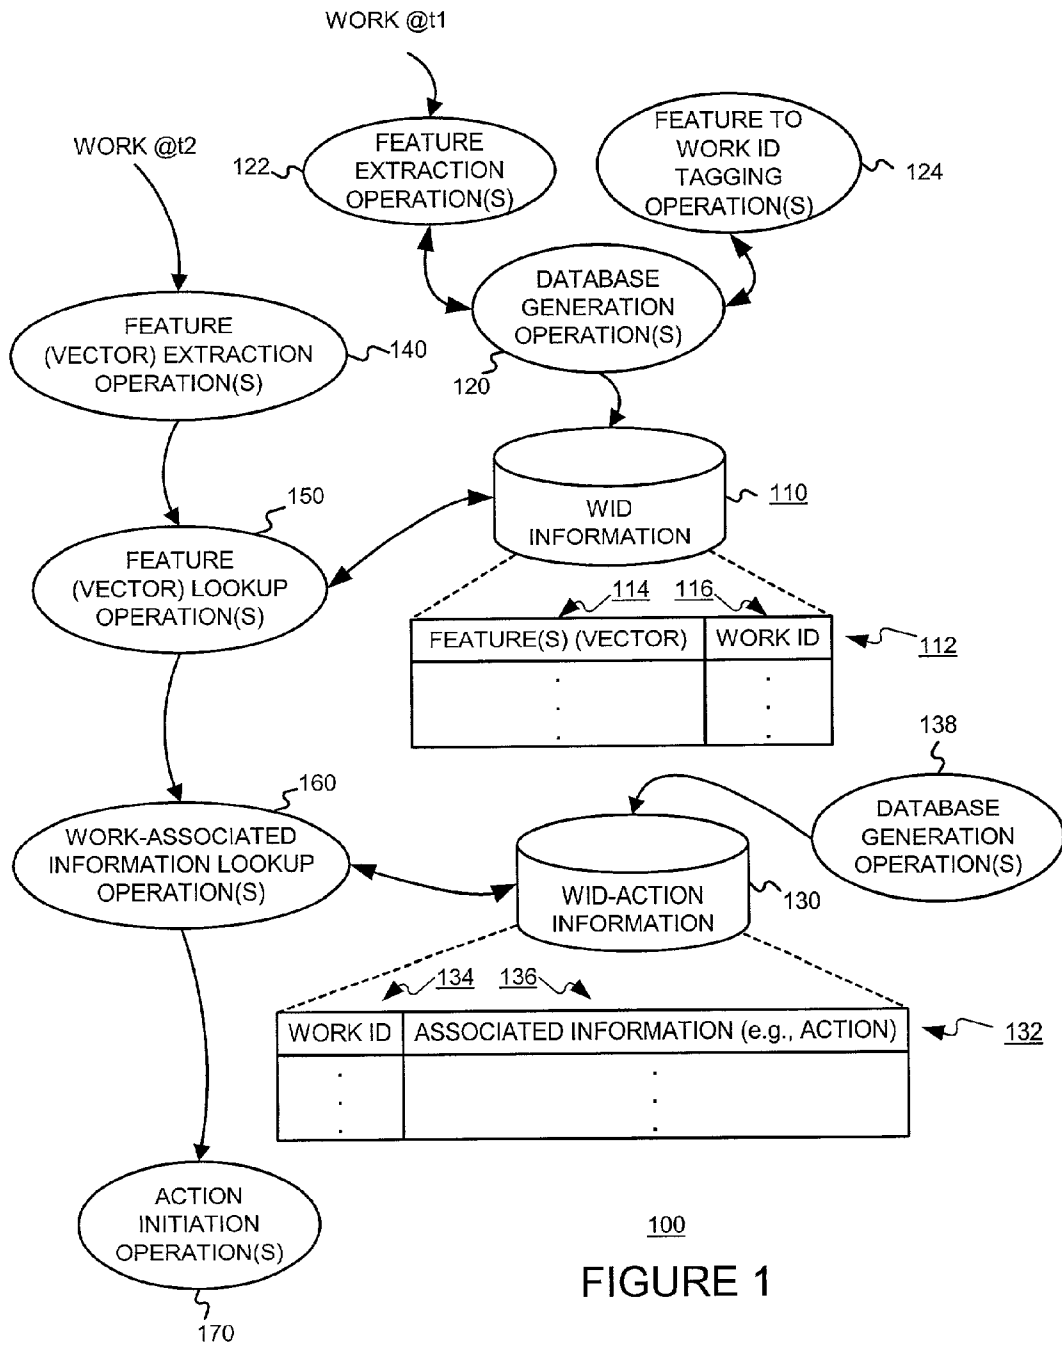 WORK @t1
WORK @t2
122
FEATURE
EXTRACTION
OPERATION(S)
FEATURE TO
WORK ID
TAGGING
OPERATION(S)
124
DATABASE
GENERATION
OPERATION(S)
120
FEATURE
(VECTOR) EXTRACTION
OPERATION(S)
140
WID
INFORMATION
110
150
FEATURE
(VECTOR) LOOKUP
OPERATION(S)
114
116
FEATURE(S) (VECTOR)
WORK ID
112
.
.
.
.
.
.
138
DATABASE
GENERATION
OPERATION(S)
160
WORK-ASSOCIATED
INFORMATION LOOKUP
OPERATION(S)
WID-ACTION
INFORMATION
130
134
136
WORK ID
ASSOCIATED INFORMATION (e.g., ACTION)
132
.
.
.
.
.
.
ACTION
INITIATION
OPERATION(S)
170
100
FIGURE 1